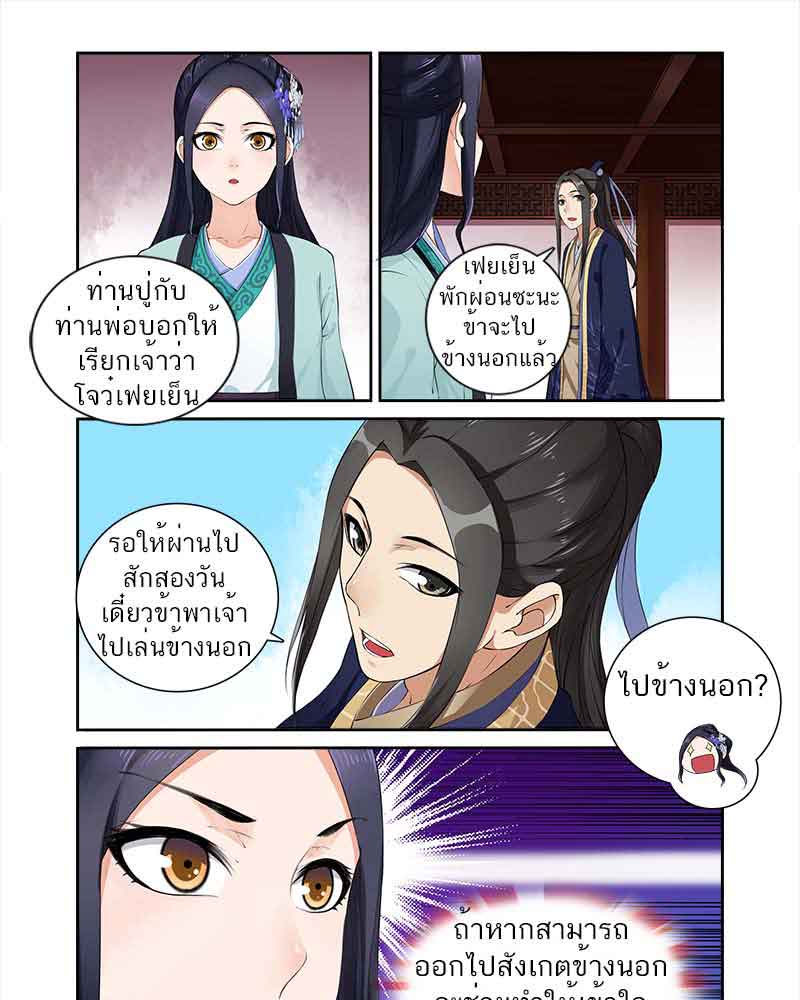 ท่านปู่กับ
ท่านพ่อบอกให้
เรียกเจ้าว่า
โจวเฟยเย็น
เฟยเย็น
พักผ่อนซะนะ
ข้าจะไป
ข้างนอกแล้ว
รอให้ผ่านไป
สักสองวัน
เดี๋ยวข้าพาเจ้า
ไปเล่นข้างนอก
ไปข้างนอก?
ถ้าหากสามารถ
ออกไปสังเกตข้างนอก